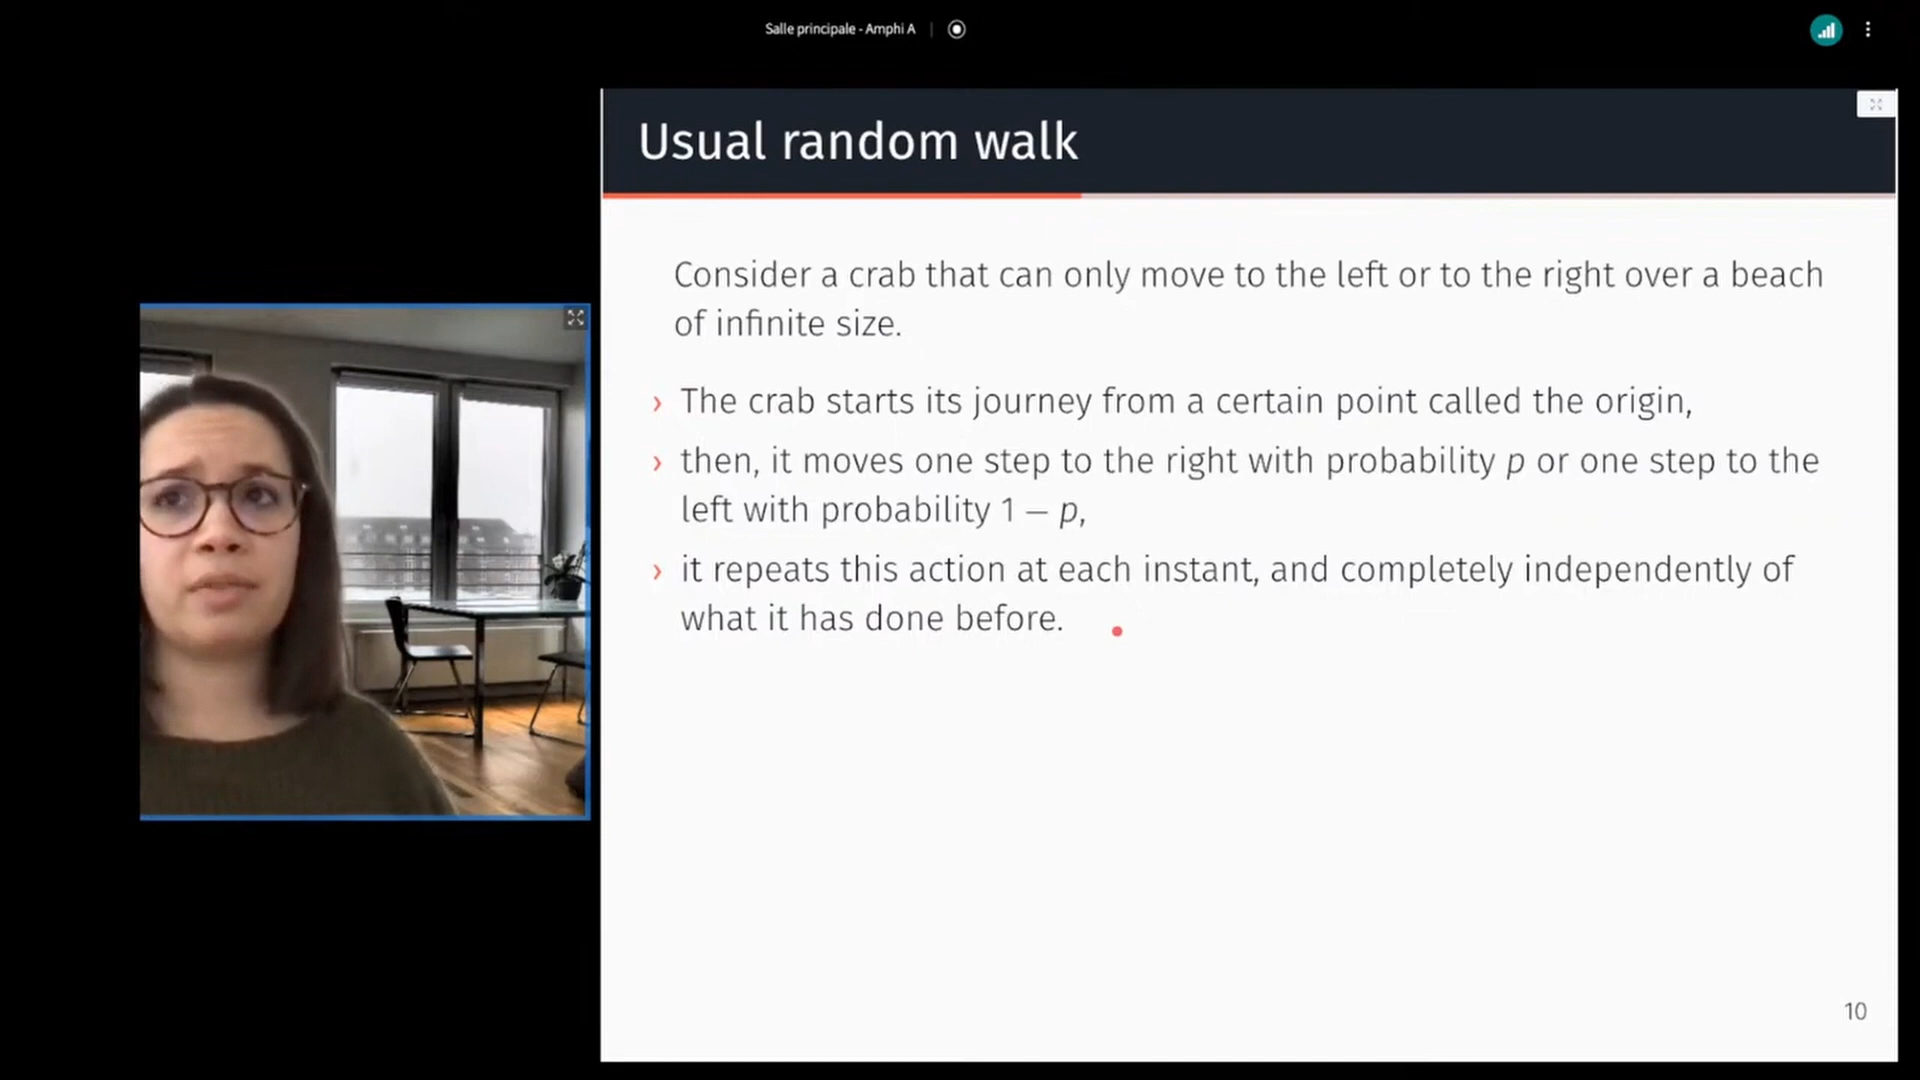 Salle principale - Amphi A
Usual random walk
Consider a crab that can only move to the left or to the right over a beach
of infinite size.
› The crab starts its journey from a certain point called the origin,
› then, it moves one step to the right with probability p or one step to the
left with probability 1 − p,
› it repeats this action at each instant, and completely independently of
what it has done before.
10